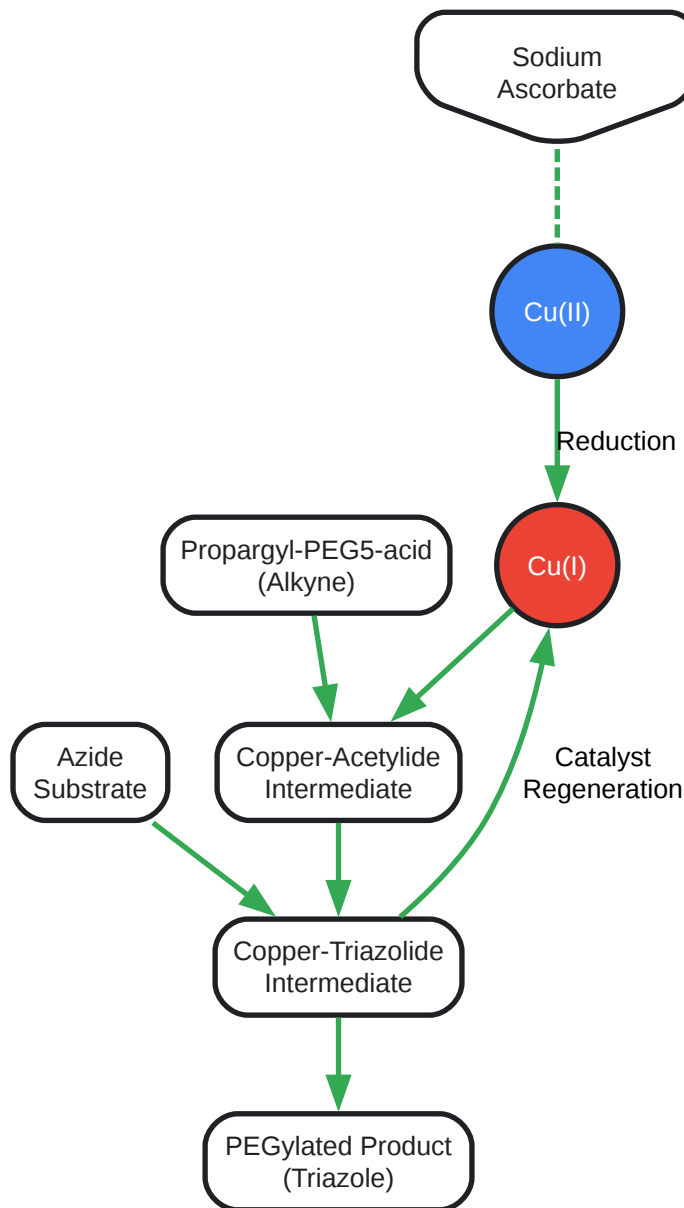 Sodium
Ascorbate
Cu(II)
Reduction
Propargyl-PEG5-acid
(Alkyne)
Cu(I)
Azide
Substrate
Copper-Acetylide
Intermediate
Catalyst
Regeneration
Copper-Triazolide
Intermediate
PEGylated Product
(Triazole)